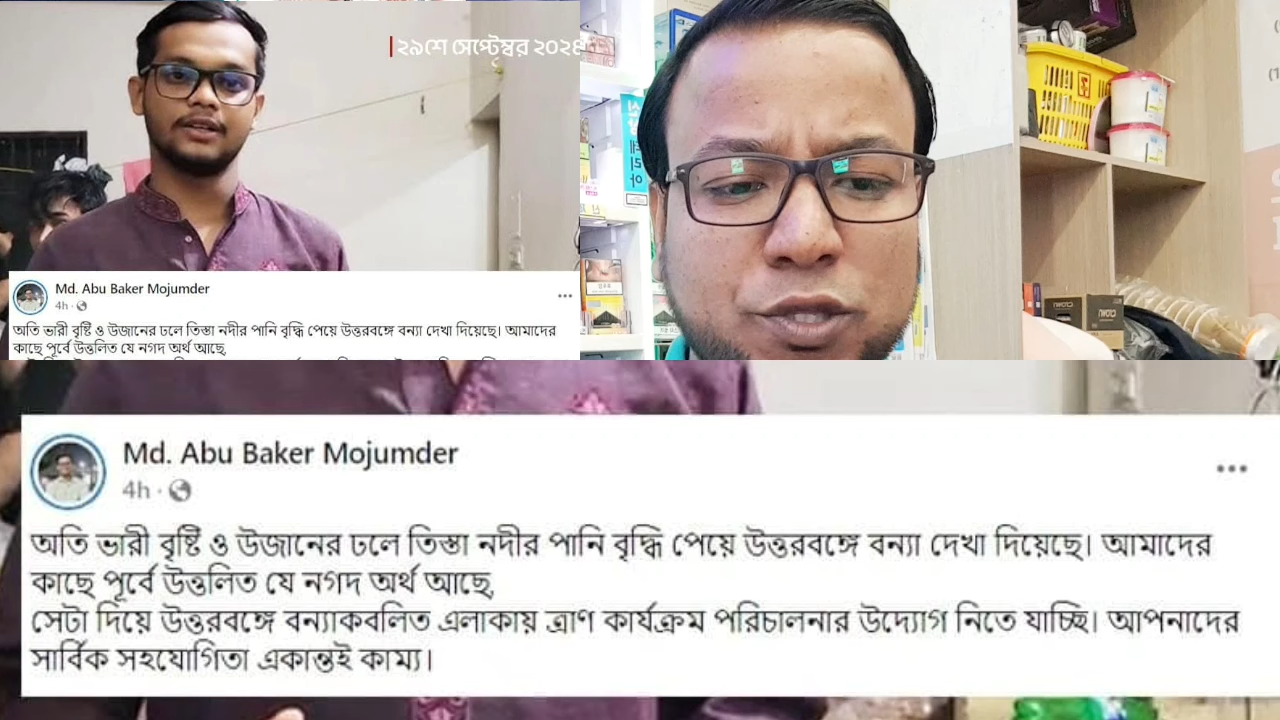 ২৯শে সেপ্টেম্বর ২০২৪
Md. Abu Baker Mojumder
4h
অতি ভারী বৃষ্টি ও উজানের ঢলে তিস্তা নদীর পানি বৃদ্ধি পেয়ে উত্তরবঙ্গে বন্যা দেখা দিয়েছে। আমাদের
কাছে পূর্বে উত্তলিত যে নগদ অর্থ আছে,
Md. Abu Baker Mojumder
4h
অতি ভারী বৃষ্টি ও উজানের ঢলে তিস্তা নদীর পানি বৃদ্ধি পেয়ে উত্তরবঙ্গে বন্যা দেখা দিয়েছে। আমাদের
কাছে পূর্বে উত্তলিত যে নগদ অর্থ আছে,
সেটা দিয়ে উত্তরবঙ্গে বন্যাকবলিত এলাকায় ত্রাণ কার্যক্রম পরিচালনার উদ্যোগ নিতে যাচ্ছি। আপনাদের
সার্বিক সহযোগিতা একান্তই কাম্য।